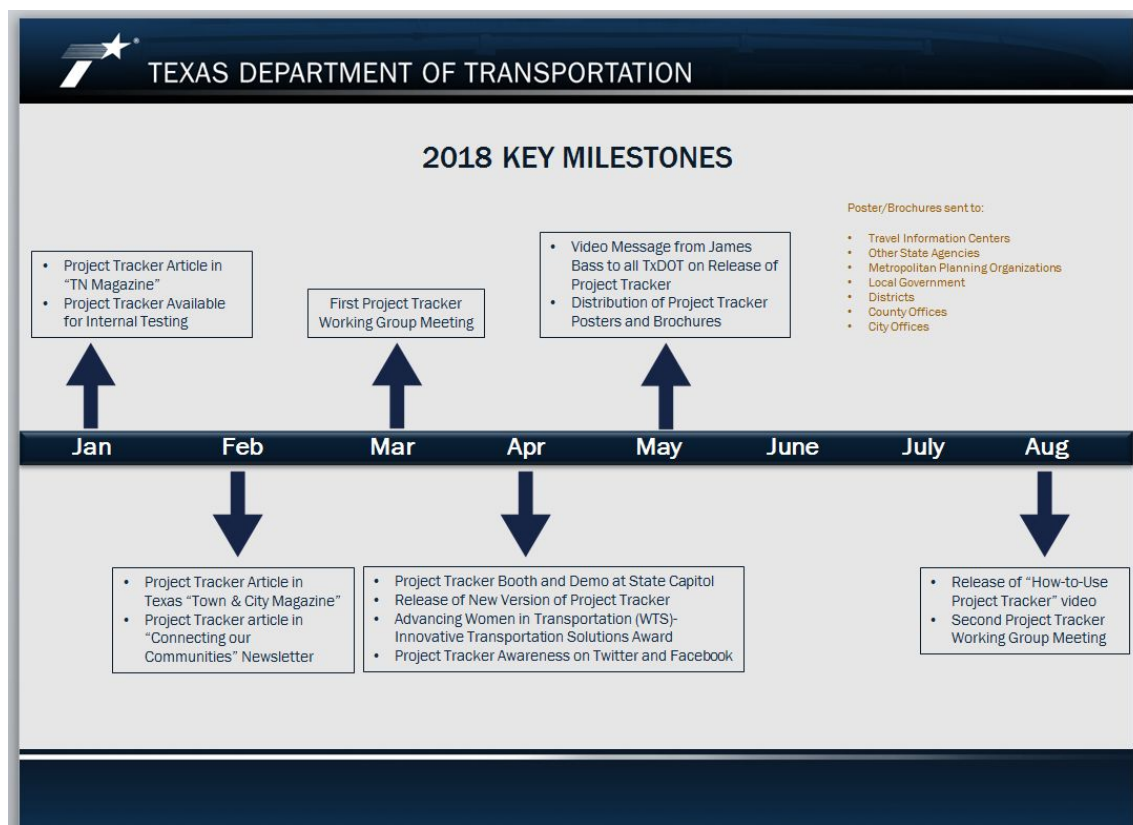 TEXAS DEPARTMENT OF TRANSPORTATION
2018 KEY MILESTONES
Poster/Brochures sent to:
• Travel Information Centers
• Other State Agencies
• Metropolitan Planning Organizations
• Local Government
• Districts
• County Offices
• City Offices
• Project Tracker Article in
"TN Magazine"
• Project Tracker Available
for Internal Testing
First Project Tracker
Working Group Meeting
• Video Message from James
Bass to all TxDOT on Release of
Project Tracker
• Distribution of Project Tracker
Posters and Brochures
Jan Feb Mar Apr May June July Aug
• Project Tracker Article in
Texas "Town & City Magazine"
• Project Tracker article in
"Connecting our
Communities" Newsletter
• Project Tracker Booth and Demo at State Capitol
• Release of New Version of Project Tracker
• Advancing Women in Transportation (WTS)-
Innovative Transportation Solutions Award
• Project Tracker Awareness on Twitter and Facebook
• Release of "How-to-Use
Project Tracker" video
• Second Project Tracker
Working Group Meeting